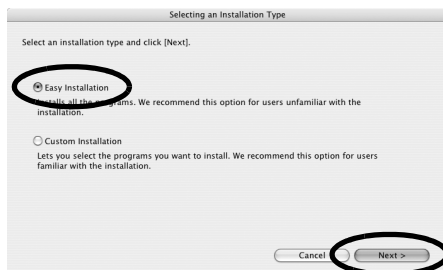 Selecting an Installation Type
Select an installation type and click [Next].
Easy Installation
Installs all the programs. We recommend this option for users unfamiliar with the
installation.
Custom Installation
Lets you select the programs you want to install. We recommend this option for users
familiar with the installation.
Cancel
Next >